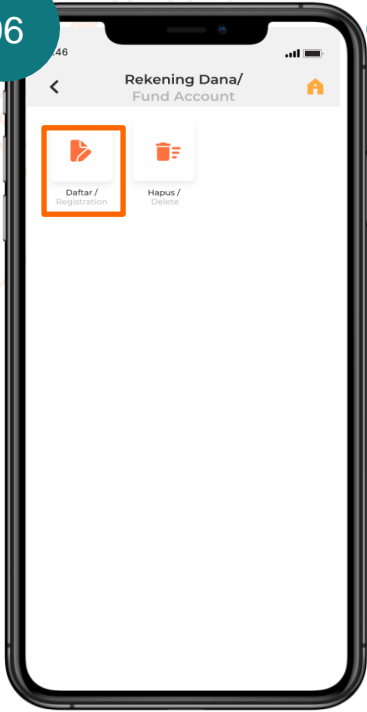 06
:46
Rekening Dana/
Fund Account
Daftar /
Registration
Hapus /
Delete